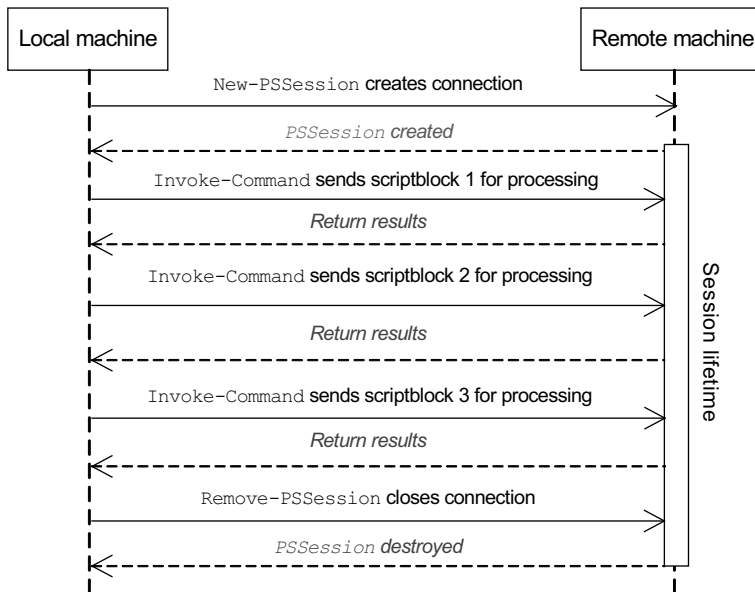 Local machine
Remote machine
New-PSSession creates connection
PSSession created
Invoke-Command sends scriptblock 1 for processing
Return results
Invoke-Command sends scriptblock 2 for processing
Return results
Invoke-Command sends scriptblock 3 for processing
Return results
Remove-PSSession closes connection
PSSession destroyed
Session lifetime